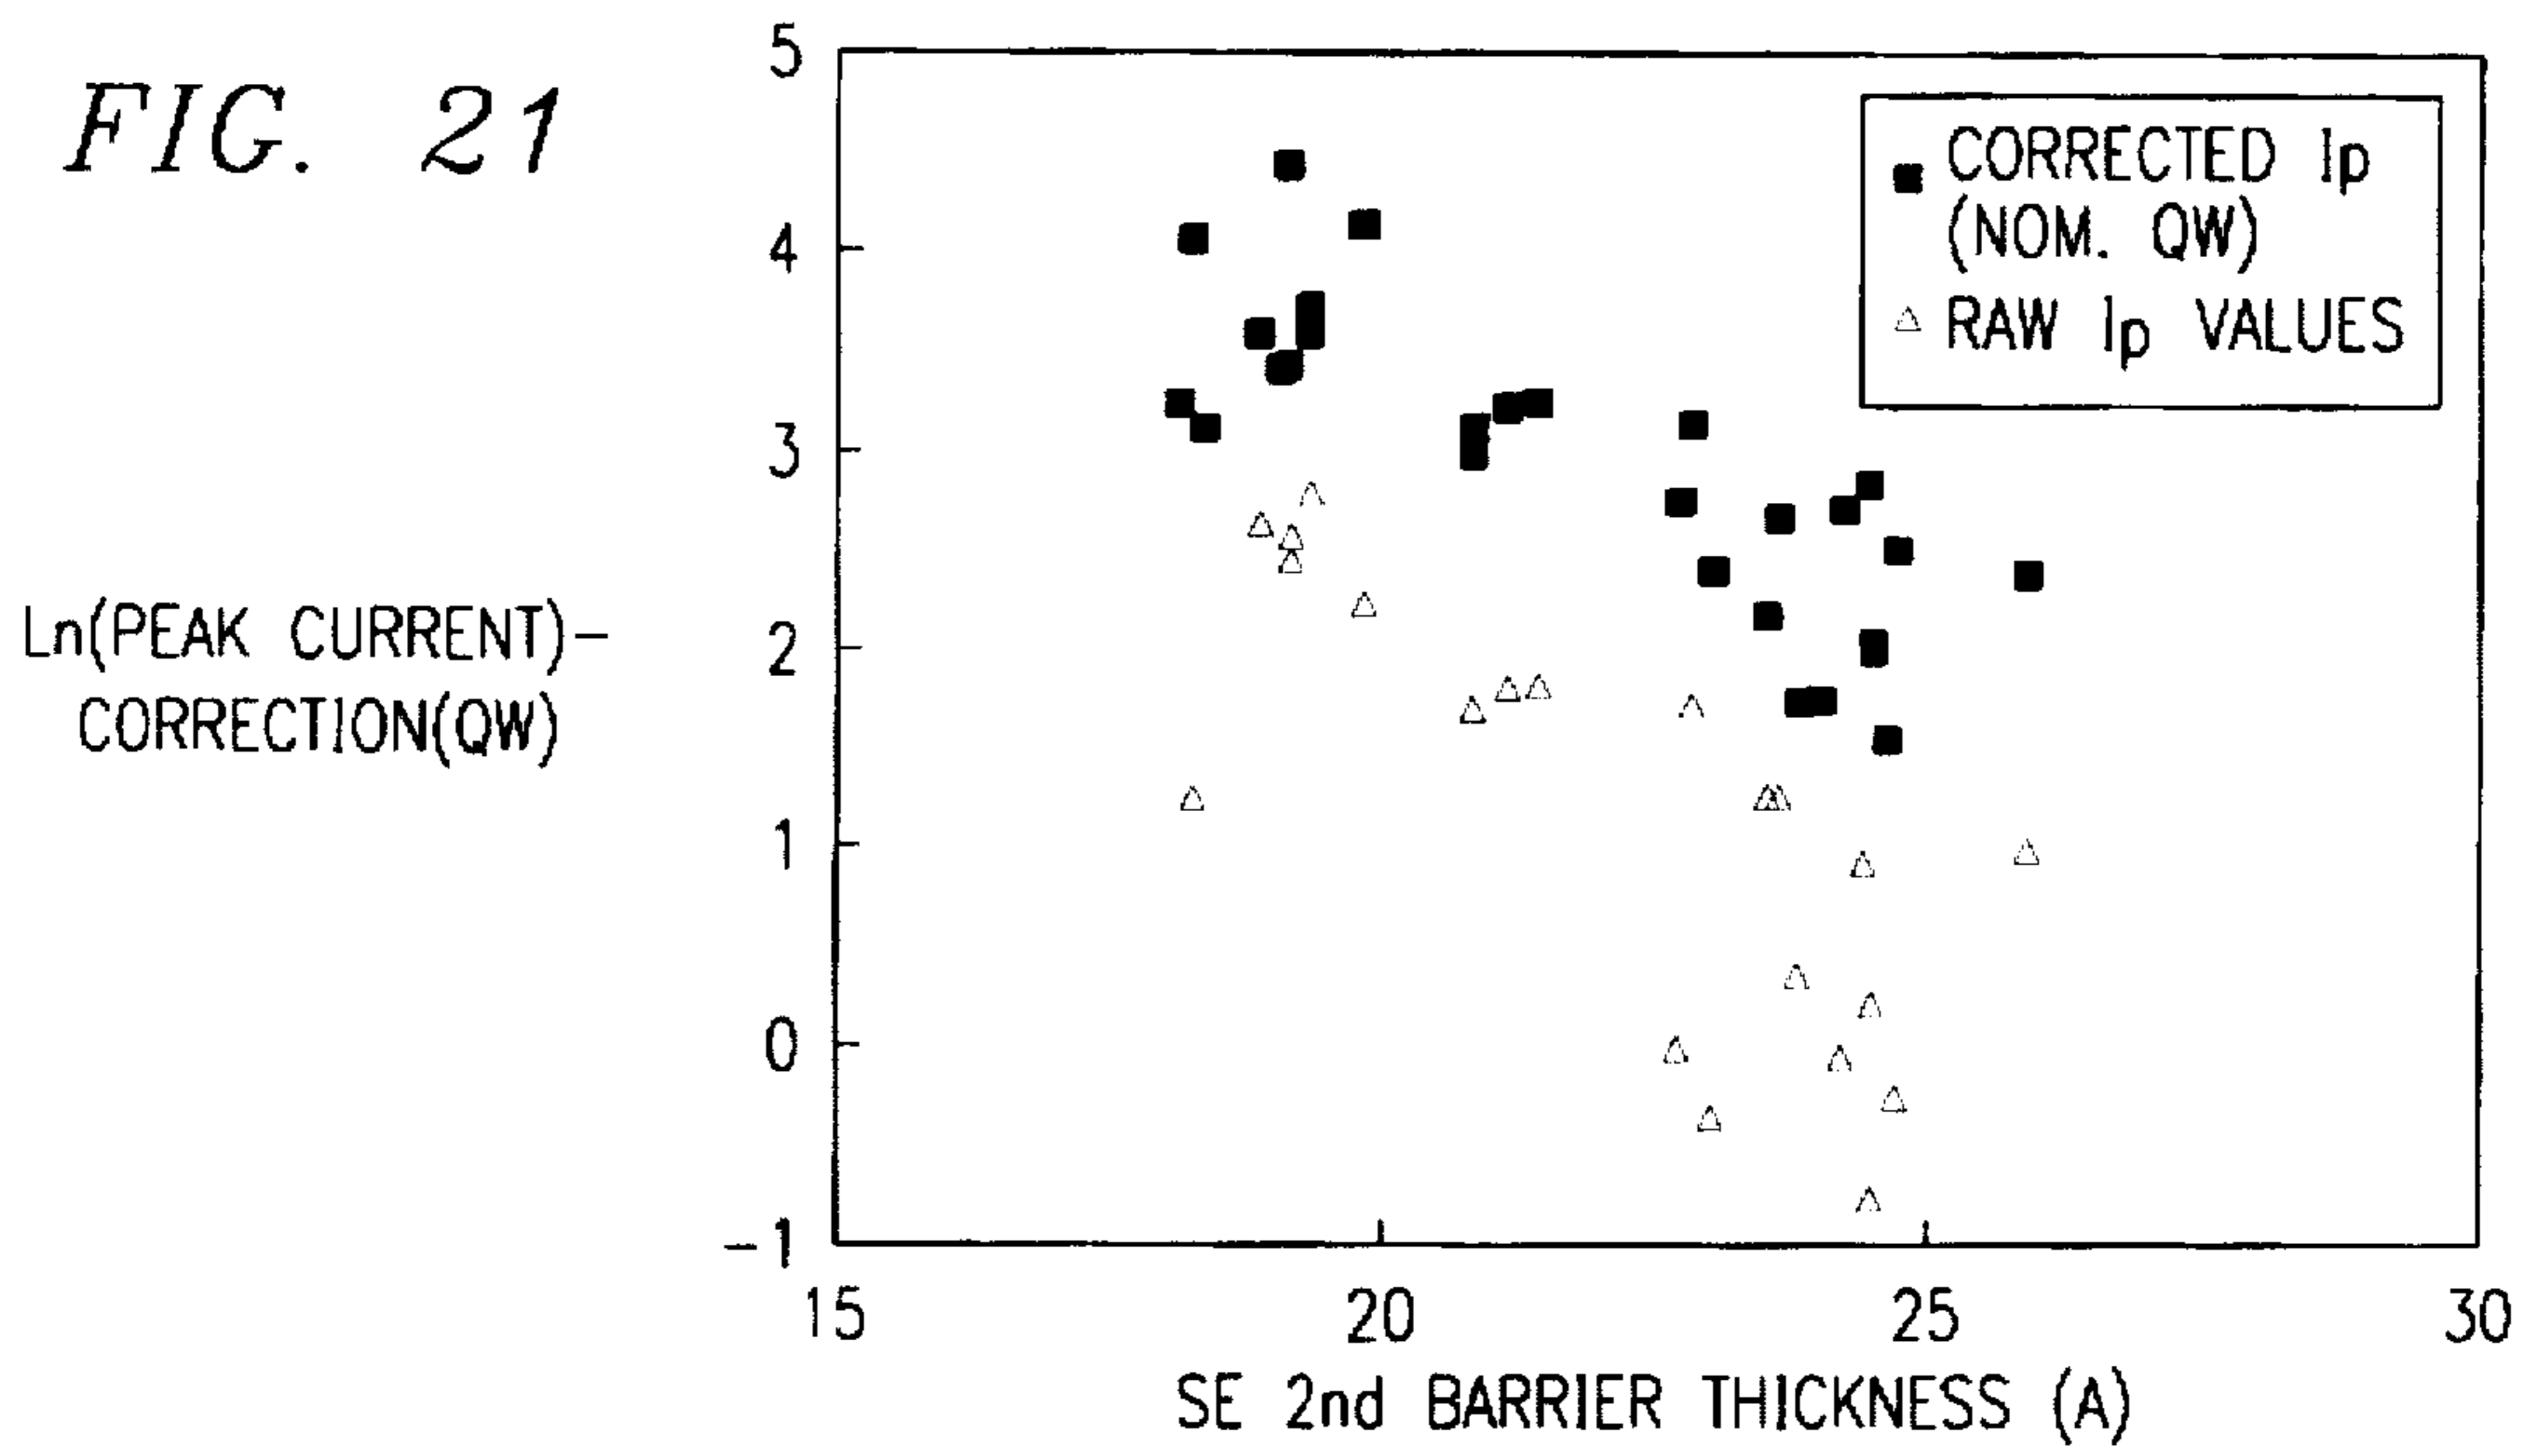 FIG. 21
5
4
3
2
1
0
-1
Ln(PEAK CURRENT)-
CORRECTION(QW)
CORRECTED Ip
(NOM. QW)
RAW Ip VALUES
15 20 25 30
SE 2nd BARRIER THICKNESS (A)